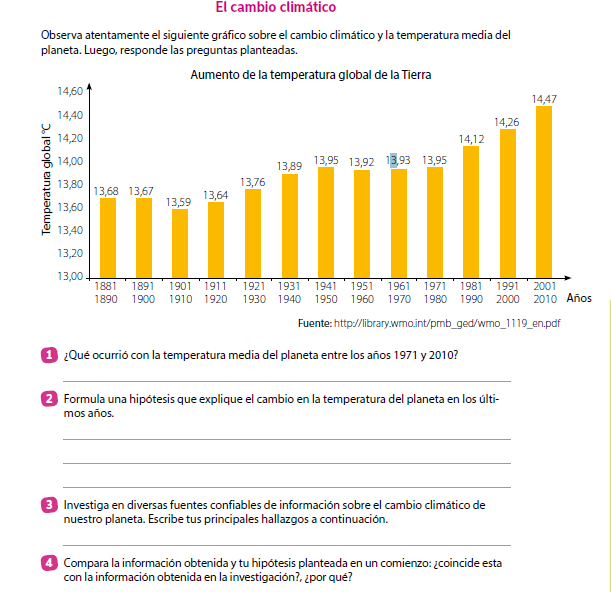 El cambio climático
Observa atentamente el siguiente gráfico sobre el cambio climático y la temperatura media del
planeta. Luego, responde las preguntas planteadas.
Aumento de la temperatura global de la Tierra
Temperatura global °C
14,60
14,40
14,20
14,00
13,80
13,60
13,40
13,20
13,00
13,68 13,67 13,59 13,64 13,76 13,89 13,95 13,92 13,93 13,95 14,12 14,26 14,47
1881 1891 1901 1911 1921 1931 1941 1951 1961 1971 1981 1991 2001
1890 1900 1910 1920 1930 1940 1950 1960 1970 1980 1990 2000 2010 Años
Fuente: http://library.wmo.int/pmb_ged/wmo_1119_en.pdf
1 ¿Qué ocurrió con la temperatura media del planeta entre los años 1971 y 2010?
2 Formula una hipótesis que explique el cambio en la temperatura del planeta en los últi-
mos años.
3 Investiga en diversas fuentes confiables de información sobre el cambio climático de
nuestro planeta. Escribe tus principales hallazgos a continuación.
4 Compara la información obtenida y tu hipótesis planteada en un comienzo: ¿coincide esta
con la información obtenida en la investigación?, ¿por qué?